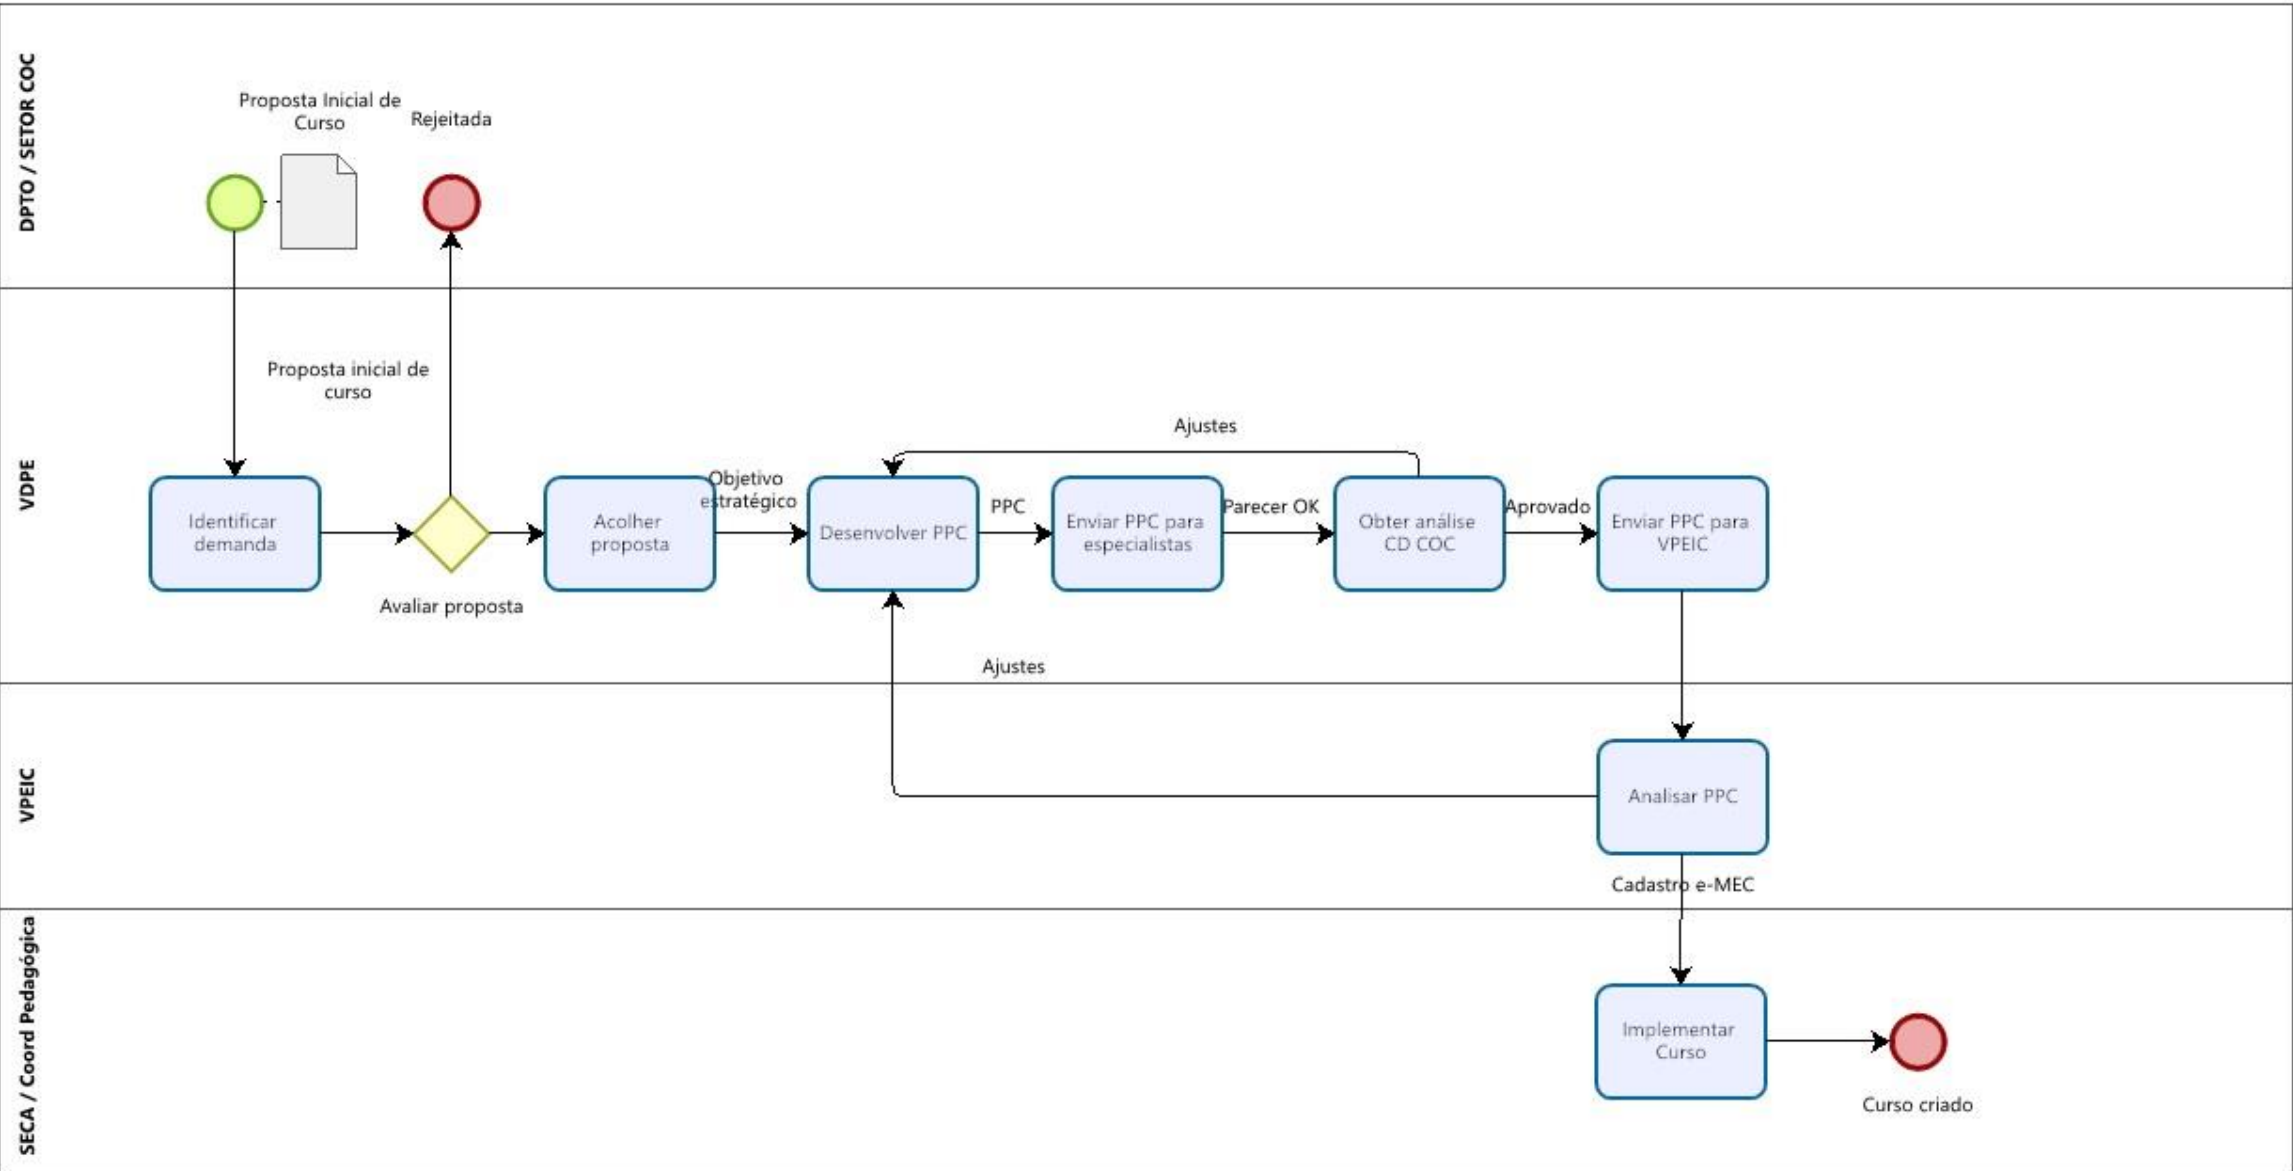 DPTO / SETOR COC
Proposta Inicial de
Curso
Rejeitada
VDPE
Proposta inicial de
curso
Identificar
demanda
Avaliar proposta
Acolher
proposta
Objetivo
estratégico
Desenvolver PPC
PPC
Enviar PPC para
especialistas
Parecer OK
Ajustes
Obter análise
CD COC
Aprovado
Enviar PPC para
VPEIC
Ajustes
VPEIC
Analisar PPC
Cadastro e-MEC
SECA / Coord Pedagógica
Implementar
Curso
Curso criado